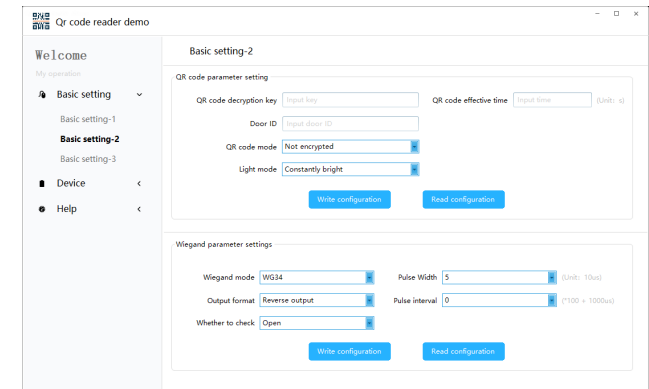 Qr code reader demo
Welcome
My operation
Basic setting
Basic setting-1
Basic setting-2
Basic setting-3
Device
Help
Basic setting-2
QR code parameter setting
QR code decryption key Input key QR code effective time Input time (Unit: s)
Door ID Input door ID
QR code mode Not encrypted
Light mode Constantly bright
Write configuration Read configuration
Wiegand parameter settings
Wiegand mode WG34 Pulse Width 5 (Unit: 10us)
Output format Reverse output Pulse interval 0 (*100 + 1000us)
Whether to check Open
Write configuration Read configuration